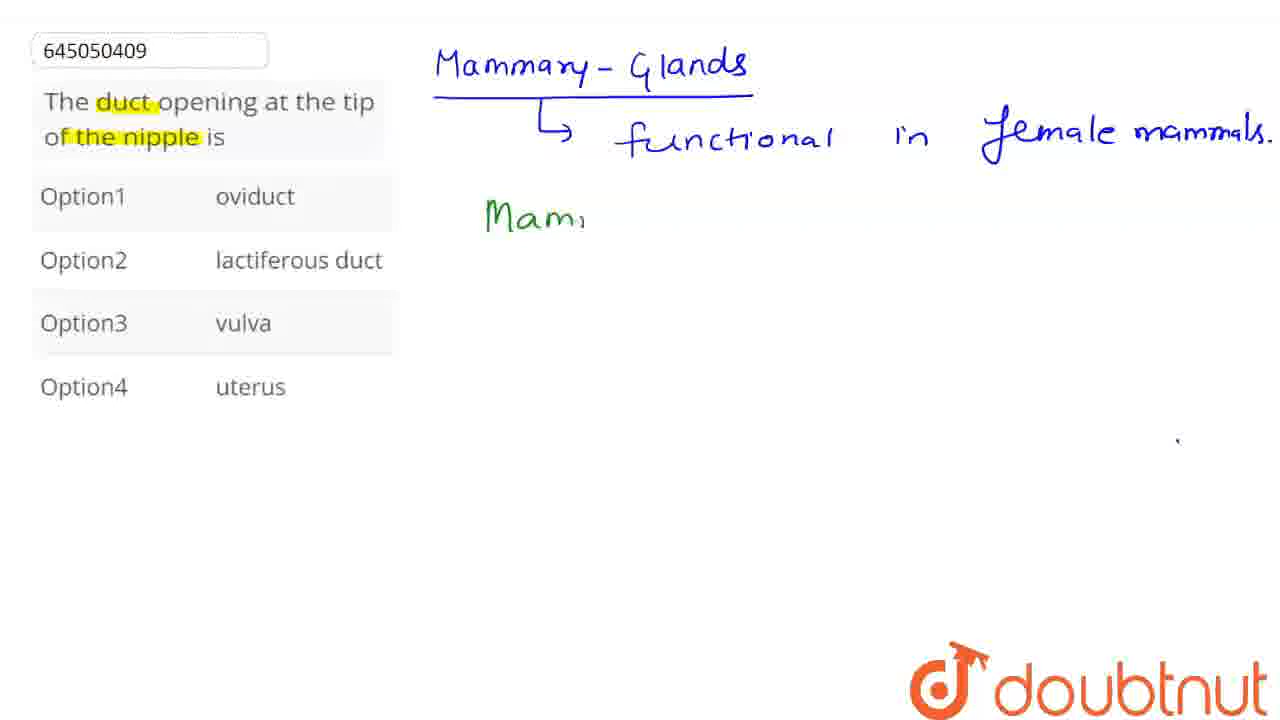 645050409
The duct opening at the tip
of the nipple is
Option1 oviduct
Option2 lactiferous duct
Option3 vulva
Option4 uterus
Mammary - Glands
functional in female mammals.
Mam
doubtnut